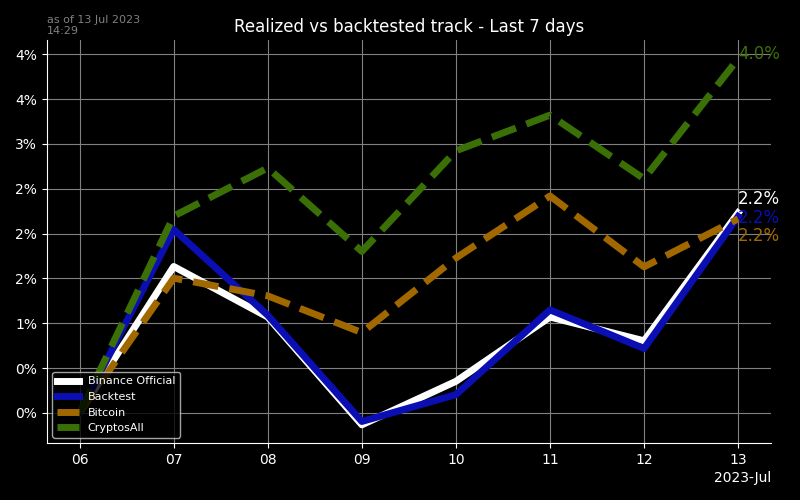 as of 13 Jul 2023
14:29
Realized vs backtested track - Last 7 days
4%
4%
3%
2%
2%
2%
1%
0%
0%
4.0%
2.2%
2.2%
2.2%
Binance Official
Backtest
Bitcoin
CryptosAll
06 07 08 09 10 11 12 13
2023-Jul